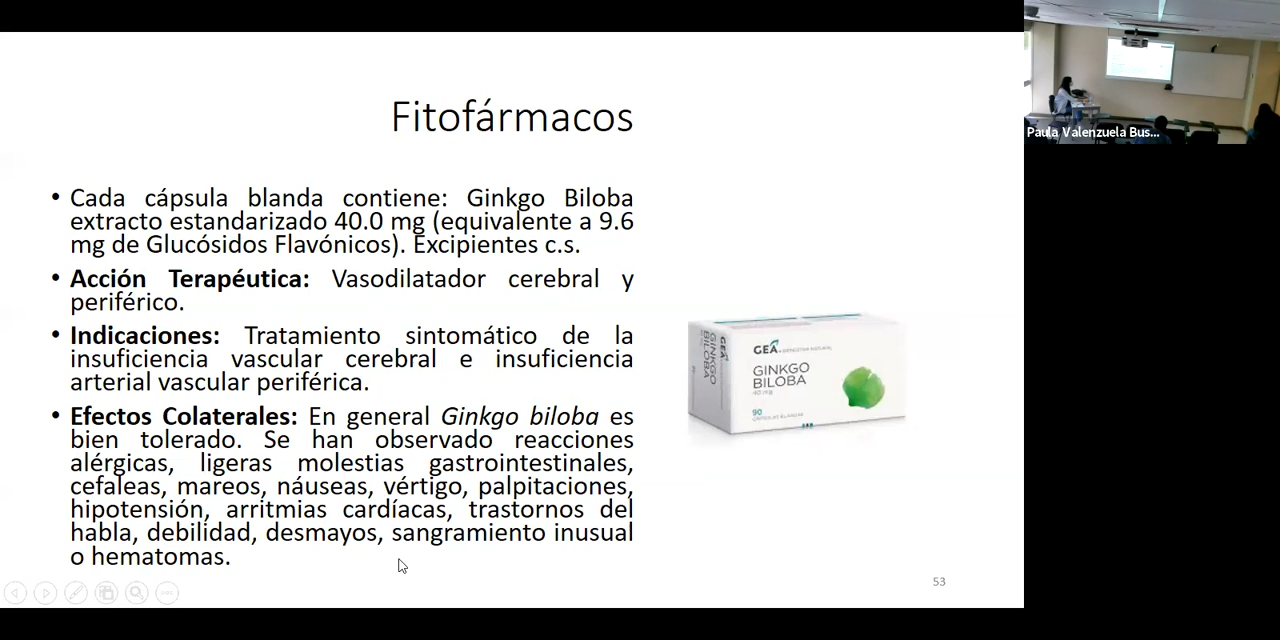 Fitofármacos
• Cada cápsula blanda contiene: Ginkgo Biloba
extracto estandarizado 40.0 mg (equivalente a 9.6
mg de Glucósidos Flavónicos). Excipientes c.s.
• Acción Terapéutica: Vasodilatador cerebral y
periférico.
• Indicaciones: Tratamiento sintomático de la
insuficiencia vascular cerebral e insuficiencia
arterial vascular periférica.
• Efectos Colaterales: En general Ginkgo biloba es
bien tolerado. Se han observado reacciones
alérgicas, ligeras molestias gastrointestinales,
cefaleas, mareos, náuseas, vértigo, palpitaciones,
hipotensión, arritmias cardíacas, trastornos del
habla, debilidad, desmayos, sangramiento inusual
o hematomas.
GEA
GINKGO
BILOBA
GEA
GINKGO
BILOBA
40 mg
90
CÁPSULAS BLANDAS
53
Paula Valenzuela Bus...